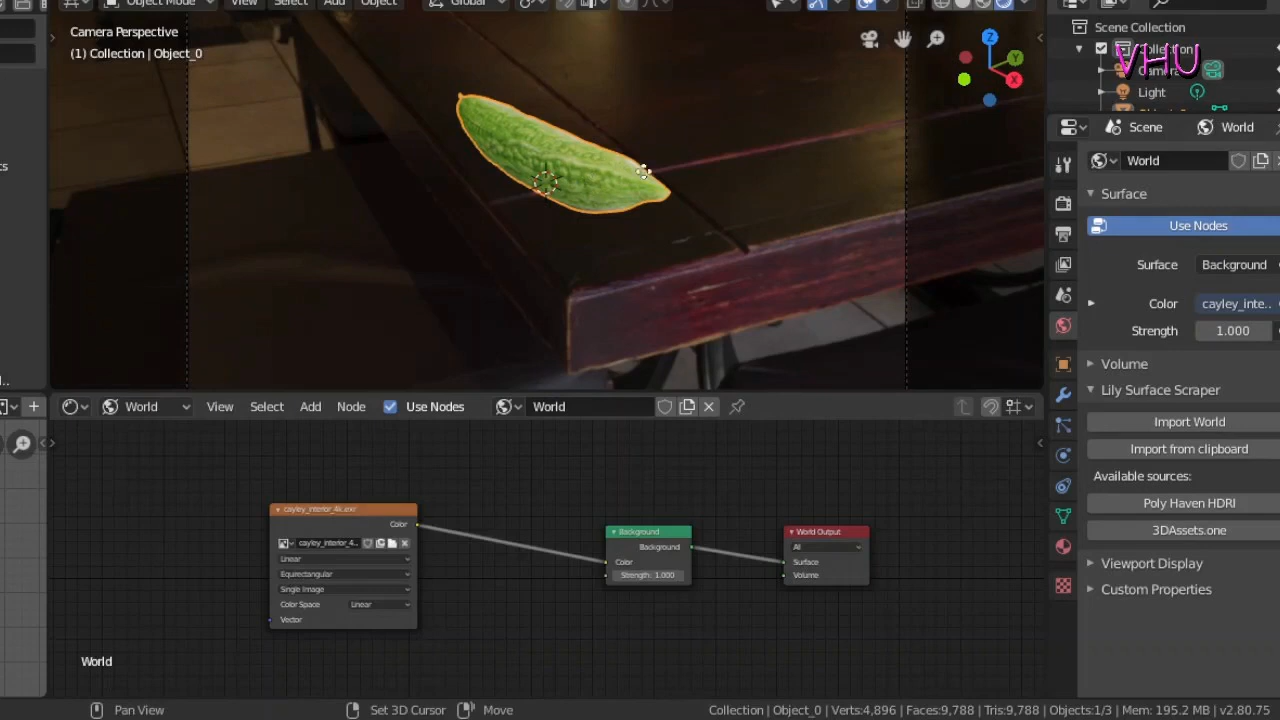 Object Mode
View
Select
Add
Object
Global
Camera Perspective
(1) Collection | Object_0
Z
Y
X
Scene Collection
VHU
Light
Scene
World
World
Surface
Use Nodes
Surface
Background
Color
cayley_inte..
Strength
1.000
Volume
Lily Surface Scraper
Import World
Import from clipboard
Available sources:
Poly Haven HDRI
3DAssets.one
Viewport Display
Custom Properties
World
View
Select
Add
Node
Use Nodes
World
cayley_interior_4k.exr
Color
cayley_interior_4..
Linear
Equirectangular
Single Image
Color Space
Linear
Vector
Background
Background
Color
Strength 1.000
World Output
All
Surface
Volume
World
Pan View
Set 3D Cursor
Move
Collection | Object_0 | Verts:4,896 | Faces:9,788 | Tris:9,788 | Objects:1/3 | Mem: 195.2 MB | v2.80.75